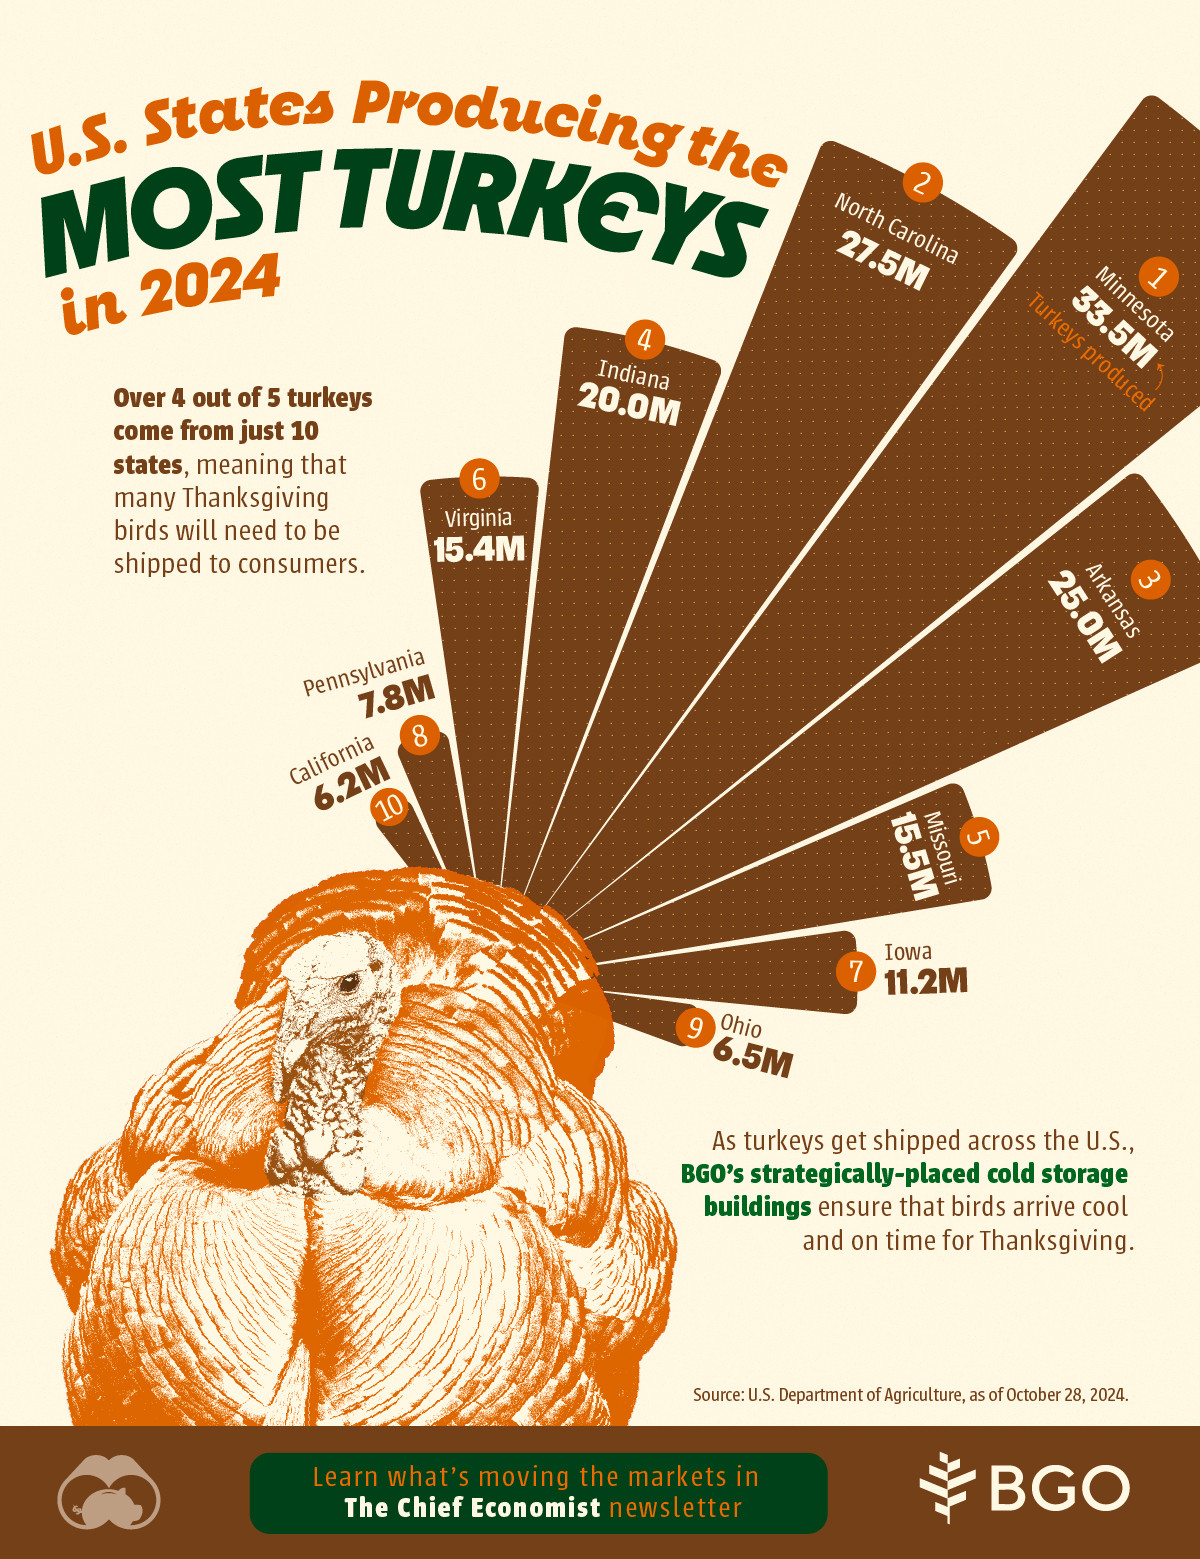 U.S. States Producing the
MOST TURKEYS
in 2024
Over 4 out of 5 turkeys
come from just 10
states, meaning that
many Thanksgiving
birds will need to be
shipped to consumers.
1
Minnesota
33.5M
Turkeys produced
2
North Carolina
27.5M
3
Arkansas
25.0M
4
Indiana
20.0M
5
Missouri
15.5M
6
Virginia
15.4M
7
Iowa
11.2M
8
Pennsylvania
7.8M
9
Ohio
6.5M
10
California
6.2M
As turkeys get shipped across the U.S.,
BGO's strategically-placed cold storage
buildings ensure that birds arrive cool
and on time for Thanksgiving.
Source: U.S. Department of Agriculture, as of October 28, 2024.
Learn what's moving the markets in
The Chief Economist newsletter
BGO